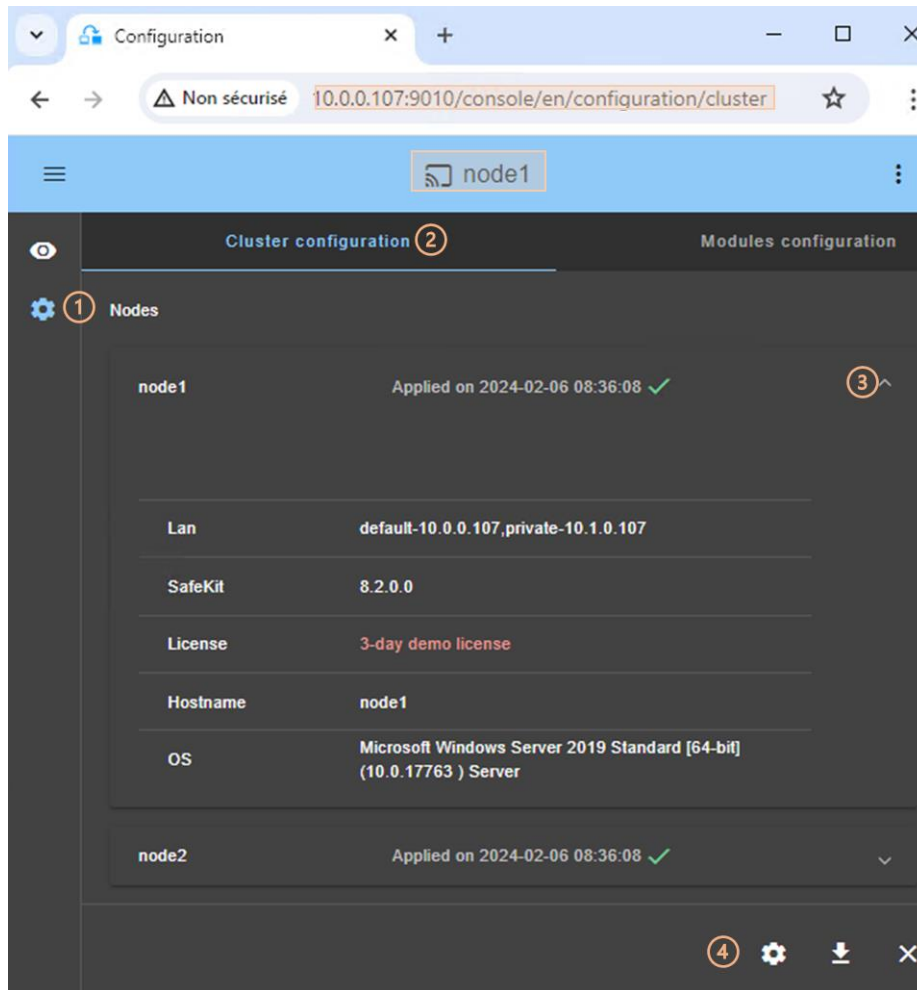 Configuration
Non sécurisé 10.0.0.107:9010/console/en/configuration/cluster
node1
Cluster configuration 2 Modules configuration
1 Nodes
node1 Applied on 2024-02-06 08:36:08 3
Lan default-10.0.0.107,private-10.1.0.107
SafeKit 8.2.0.0
License 3-day demo license
Hostname node1
OS Microsoft Windows Server 2019 Standard [64-bit]
(10.0.17763 ) Server
node2 Applied on 2024-02-06 08:36:08
4